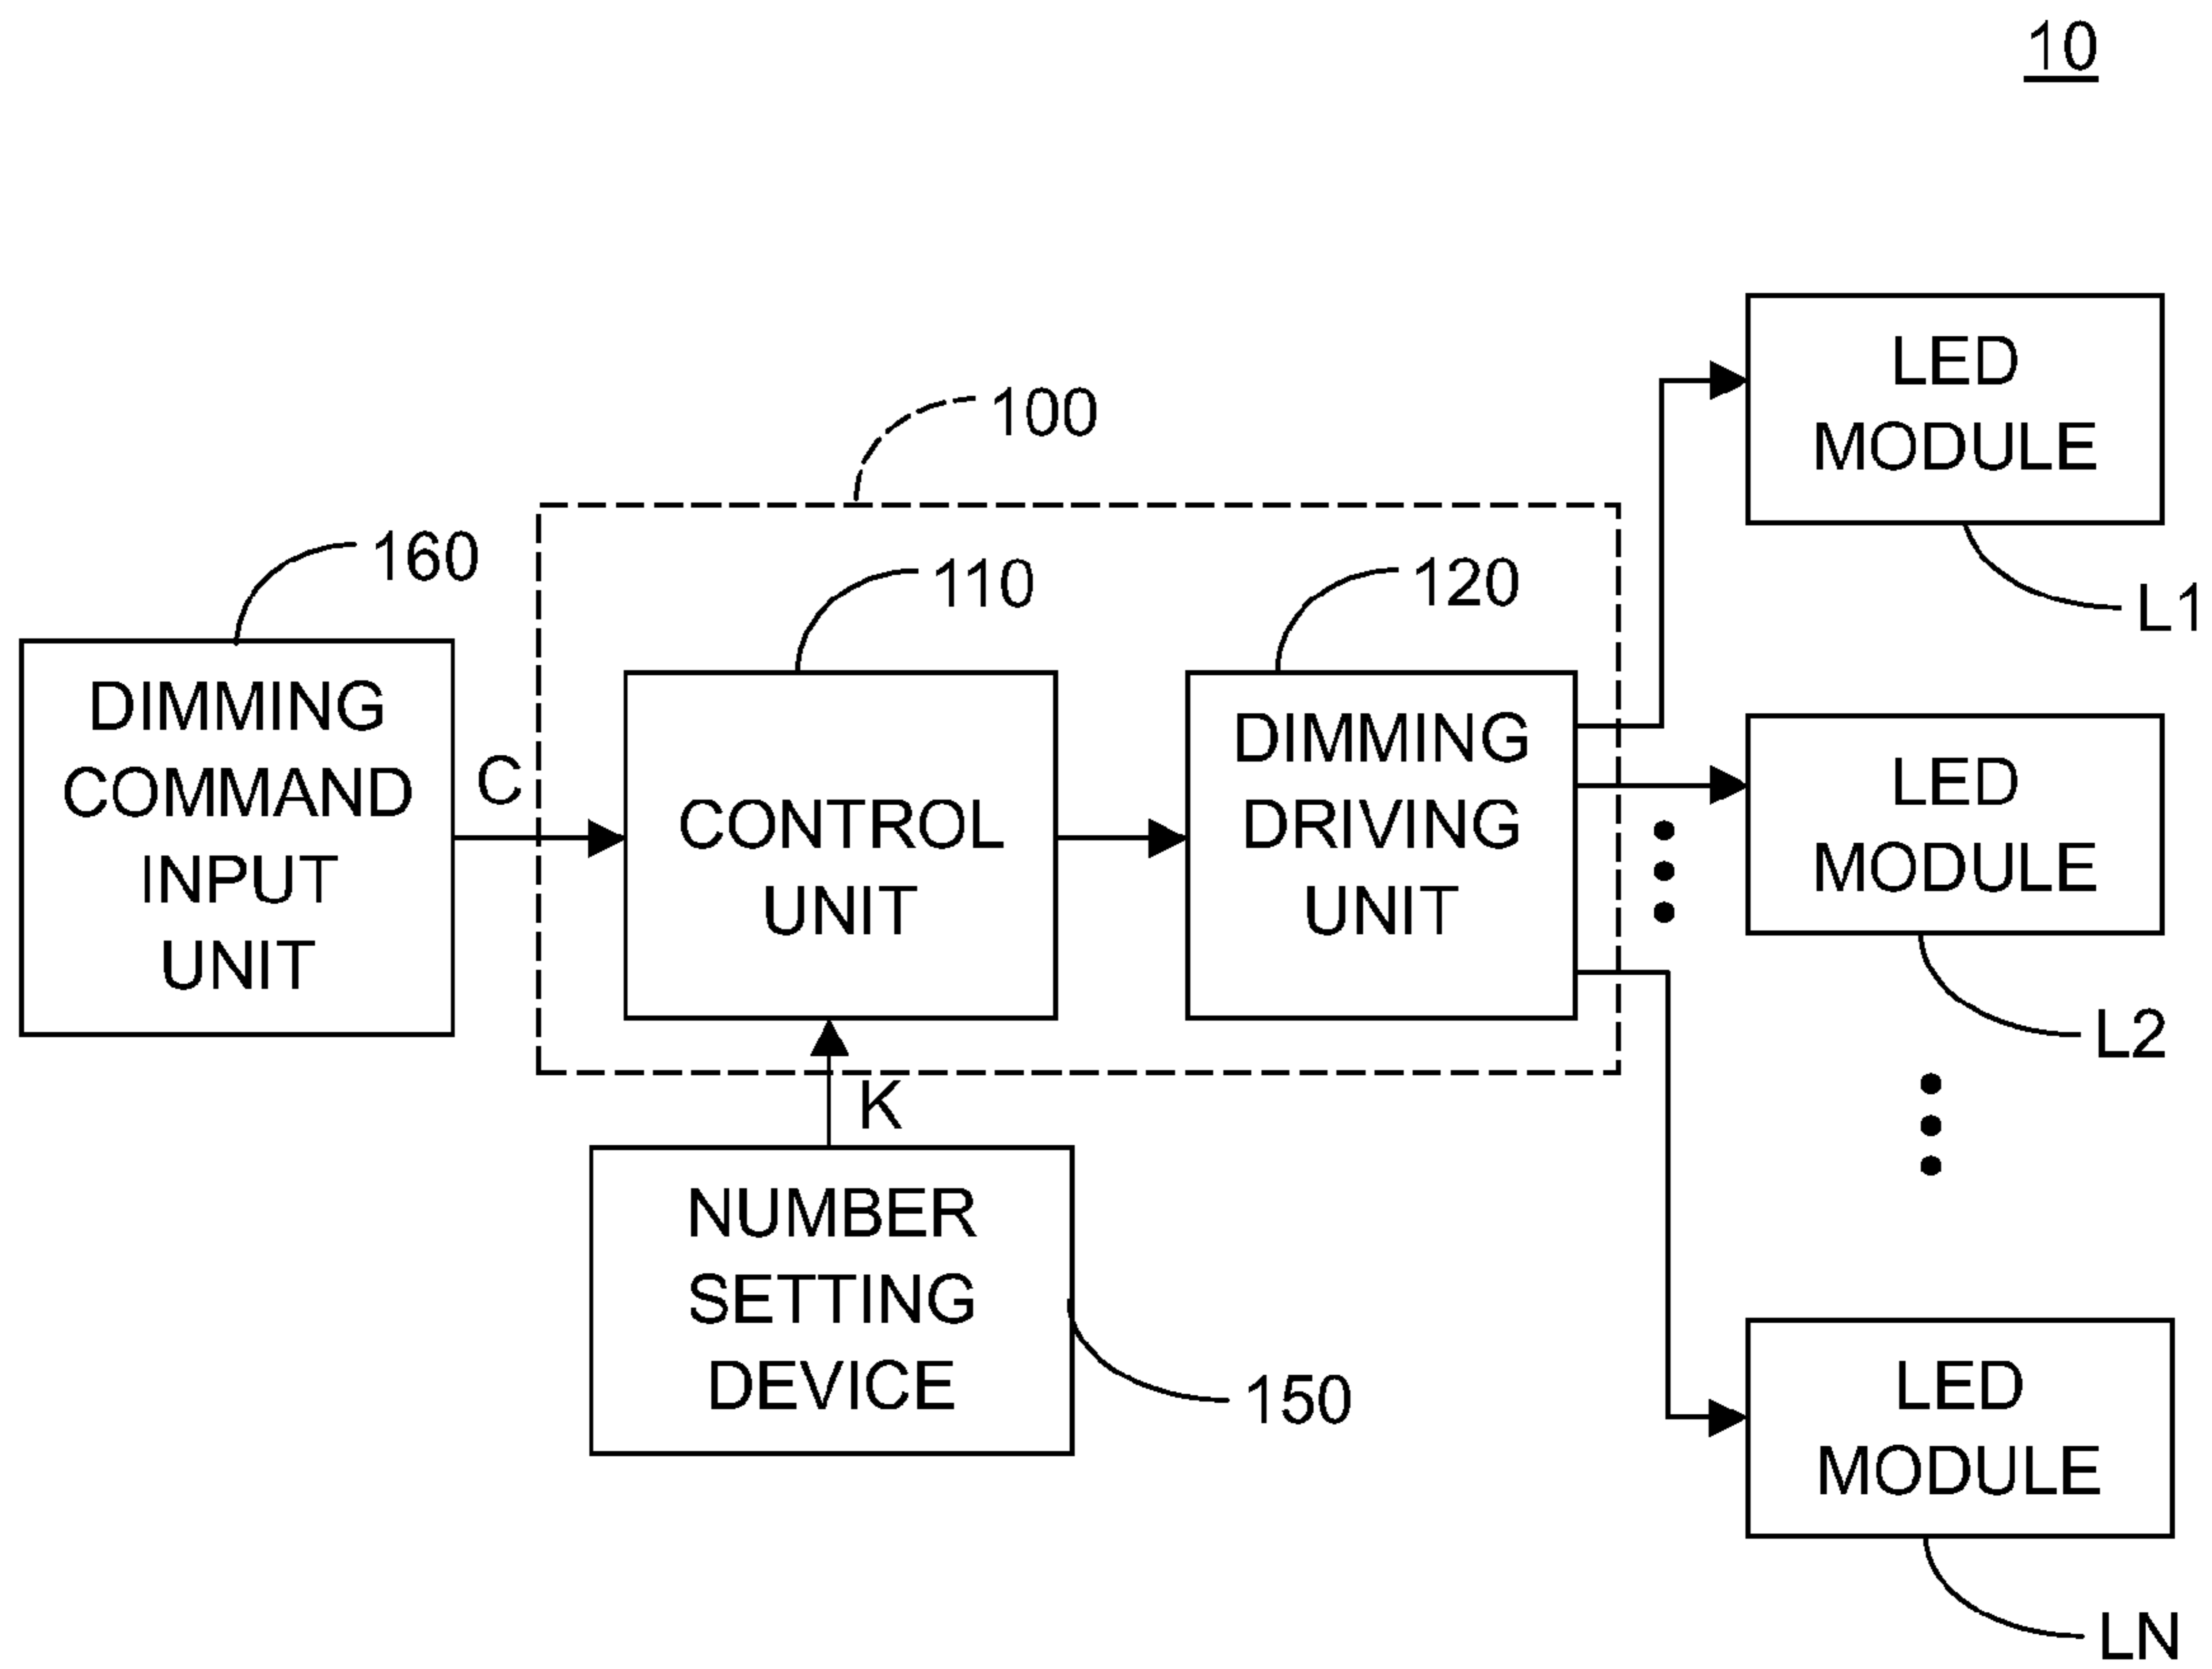 10
100
160
110
120
DIMMING
COMMAND
INPUT
UNIT
C
CONTROL
UNIT
DIMMING
DRIVING
UNIT
K
NUMBER
SETTING
DEVICE
150
LED
MODULE
L1
LED
MODULE
L2
LED
MODULE
LN